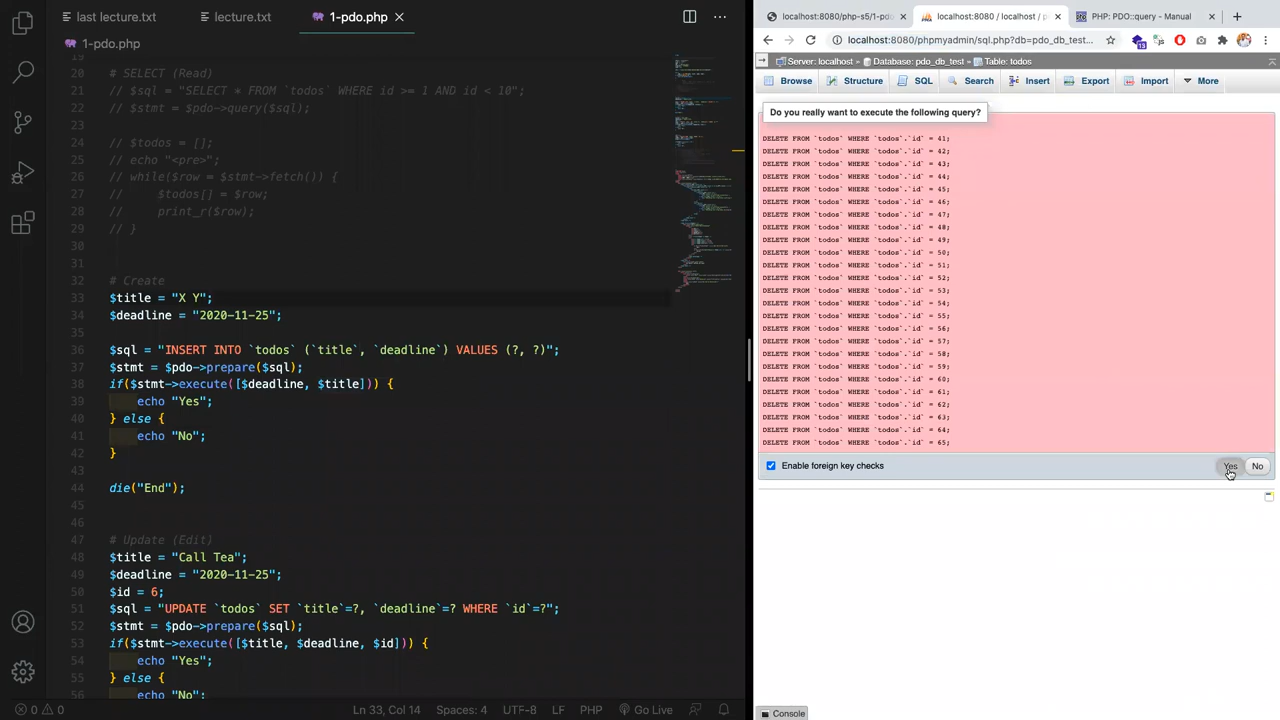 last lecture.txt
lecture.txt
1-pdo.php
1-pdo.php
19
20 # SELECT (Read)
21 // $sql = "SELECT * FROM `todos` WHERE id >= 1 AND id < 10";
22 // $stmt = $pdo->query($sql);
23
24 // $todos = [];
25 // echo "<pre>";
26 // while($row = $stmt->fetch()) {
27 //     $todos[] = $row;
28 //     print_r($row);
29 // }
30
31
32 # Create
33 $title = "X Y";
34 $deadline = "2020-11-25";
35
36 $sql = "INSERT INTO `todos` (`title`, `deadline`) VALUES (?, ?)";
37 $stmt = $pdo->prepare($sql);
38 if($stmt->execute([$deadline, $title])) {
39     echo "Yes";
40 } else {
41     echo "No";
42 }
43
44 die("End");
45
46
47 # Update (Edit)
48 $title = "Call Tea";
49 $deadline = "2020-11-25";
50 $id = 6;
51 $sql = "UPDATE `todos` SET `title`=?, `deadline`=? WHERE `id`=?";
52 $stmt = $pdo->prepare($sql);
53 if($stmt->execute([$title, $deadline, $id])) {
54     echo "Yes";
55 } else {
56     echo "No";
0 0 Ln 33, Col 14 Spaces: 4 UTF-8 LF PHP Go Live
localhost:8080/php-s5/1-pdo
localhost:8080 / localhost / p
PHP: PDO::query - Manual
localhost:8080/phpmyadmin/sql.php?db=pdo_db_test...
13
Server: localhost » Database: pdo_db_test » Table: todos
Browse Structure SQL Search Insert Export Import More
Do you really want to execute the following query?
DELETE FROM `todos` WHERE `todos`.`id` = 41;
DELETE FROM `todos` WHERE `todos`.`id` = 42;
DELETE FROM `todos` WHERE `todos`.`id` = 43;
DELETE FROM `todos` WHERE `todos`.`id` = 44;
DELETE FROM `todos` WHERE `todos`.`id` = 45;
DELETE FROM `todos` WHERE `todos`.`id` = 46;
DELETE FROM `todos` WHERE `todos`.`id` = 47;
DELETE FROM `todos` WHERE `todos`.`id` = 48;
DELETE FROM `todos` WHERE `todos`.`id` = 49;
DELETE FROM `todos` WHERE `todos`.`id` = 50;
DELETE FROM `todos` WHERE `todos`.`id` = 51;
DELETE FROM `todos` WHERE `todos`.`id` = 52;
DELETE FROM `todos` WHERE `todos`.`id` = 53;
DELETE FROM `todos` WHERE `todos`.`id` = 54;
DELETE FROM `todos` WHERE `todos`.`id` = 55;
DELETE FROM `todos` WHERE `todos`.`id` = 56;
DELETE FROM `todos` WHERE `todos`.`id` = 57;
DELETE FROM `todos` WHERE `todos`.`id` = 58;
DELETE FROM `todos` WHERE `todos`.`id` = 59;
DELETE FROM `todos` WHERE `todos`.`id` = 60;
DELETE FROM `todos` WHERE `todos`.`id` = 61;
DELETE FROM `todos` WHERE `todos`.`id` = 62;
DELETE FROM `todos` WHERE `todos`.`id` = 63;
DELETE FROM `todos` WHERE `todos`.`id` = 64;
DELETE FROM `todos` WHERE `todos`.`id` = 65;
Enable foreign key checks
Yes No
Console